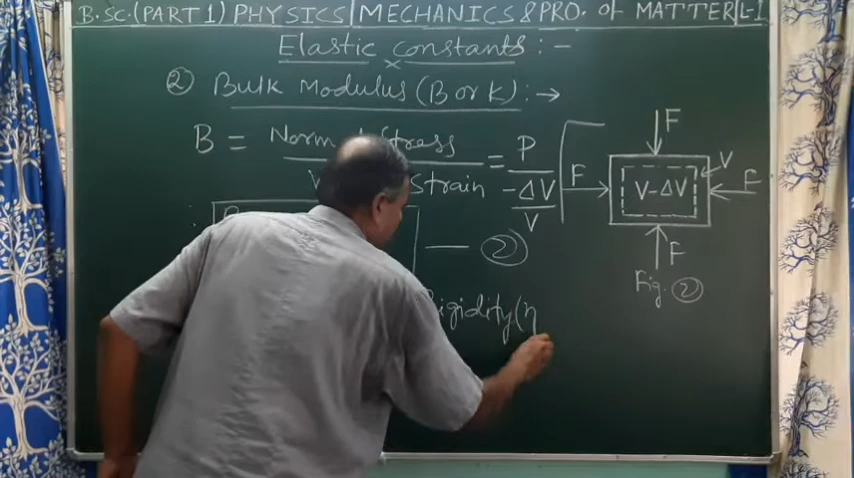 B.Sc.(PART 1) PHYSICS/MECHANICS & PRO. of MATTER/L-1
Elastic constants :-
② Bulk Modulus (B or K) :→
B = Stress = P
Strain -ΔV
V
— ②
Rigidity (η
F
F V-ΔV V F
F
Fig. ②